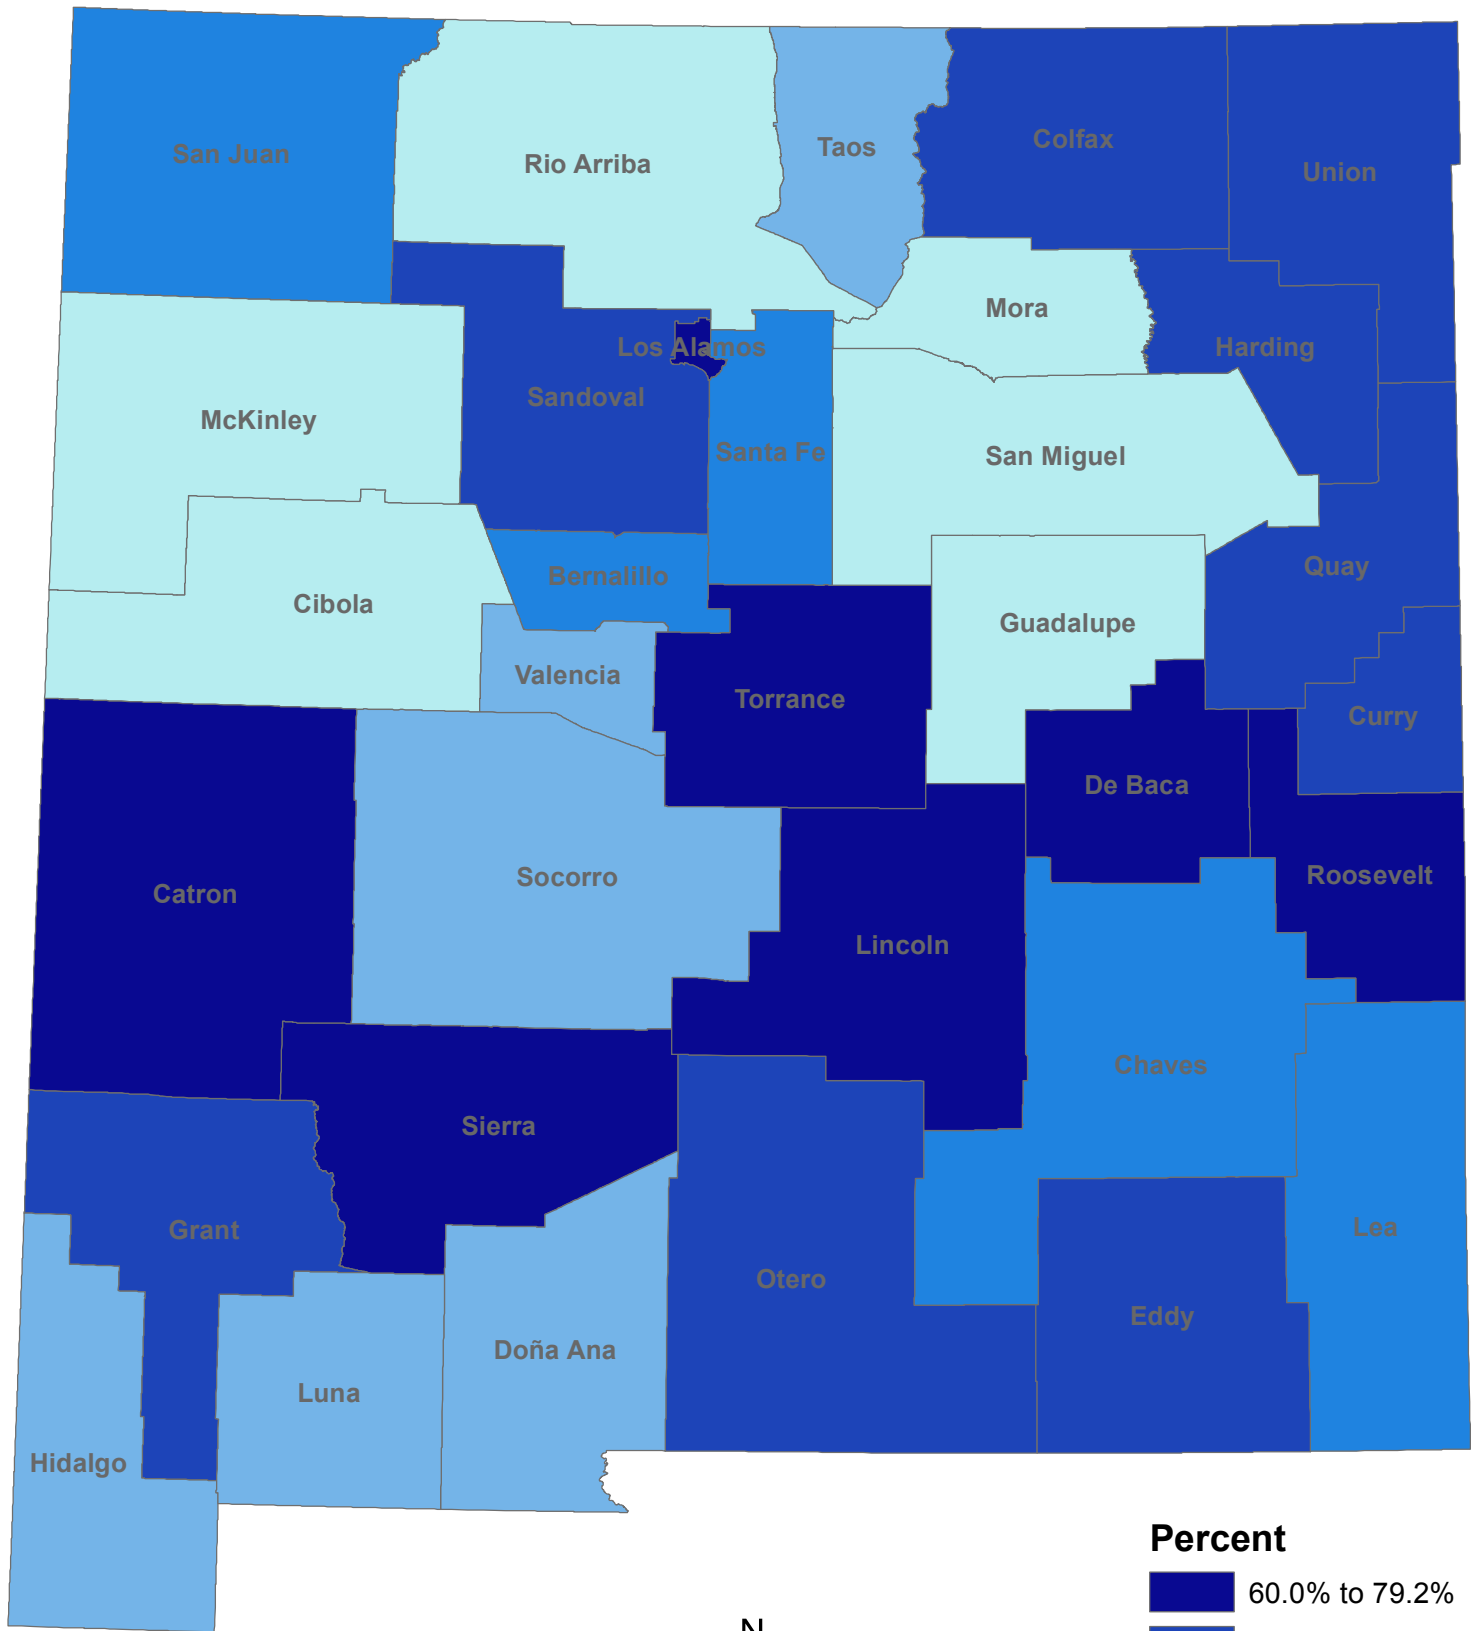 San Juan
Rio Arriba
Taos
Colfax
Union
Mora
Harding
Los Alamos
Sandoval
McKinley
Santa Fe
San Miguel
Quay
Bernalillo
Cibola
Guadalupe
Valencia
Torrance
Curry
De Baca
Roosevelt
Socorro
Catron
Lincoln
Chaves
Sierra
Grant
Lea
Otero
Eddy
Doña Ana
Luna
Hidalgo
Percent
60.0% to 79.2%
N